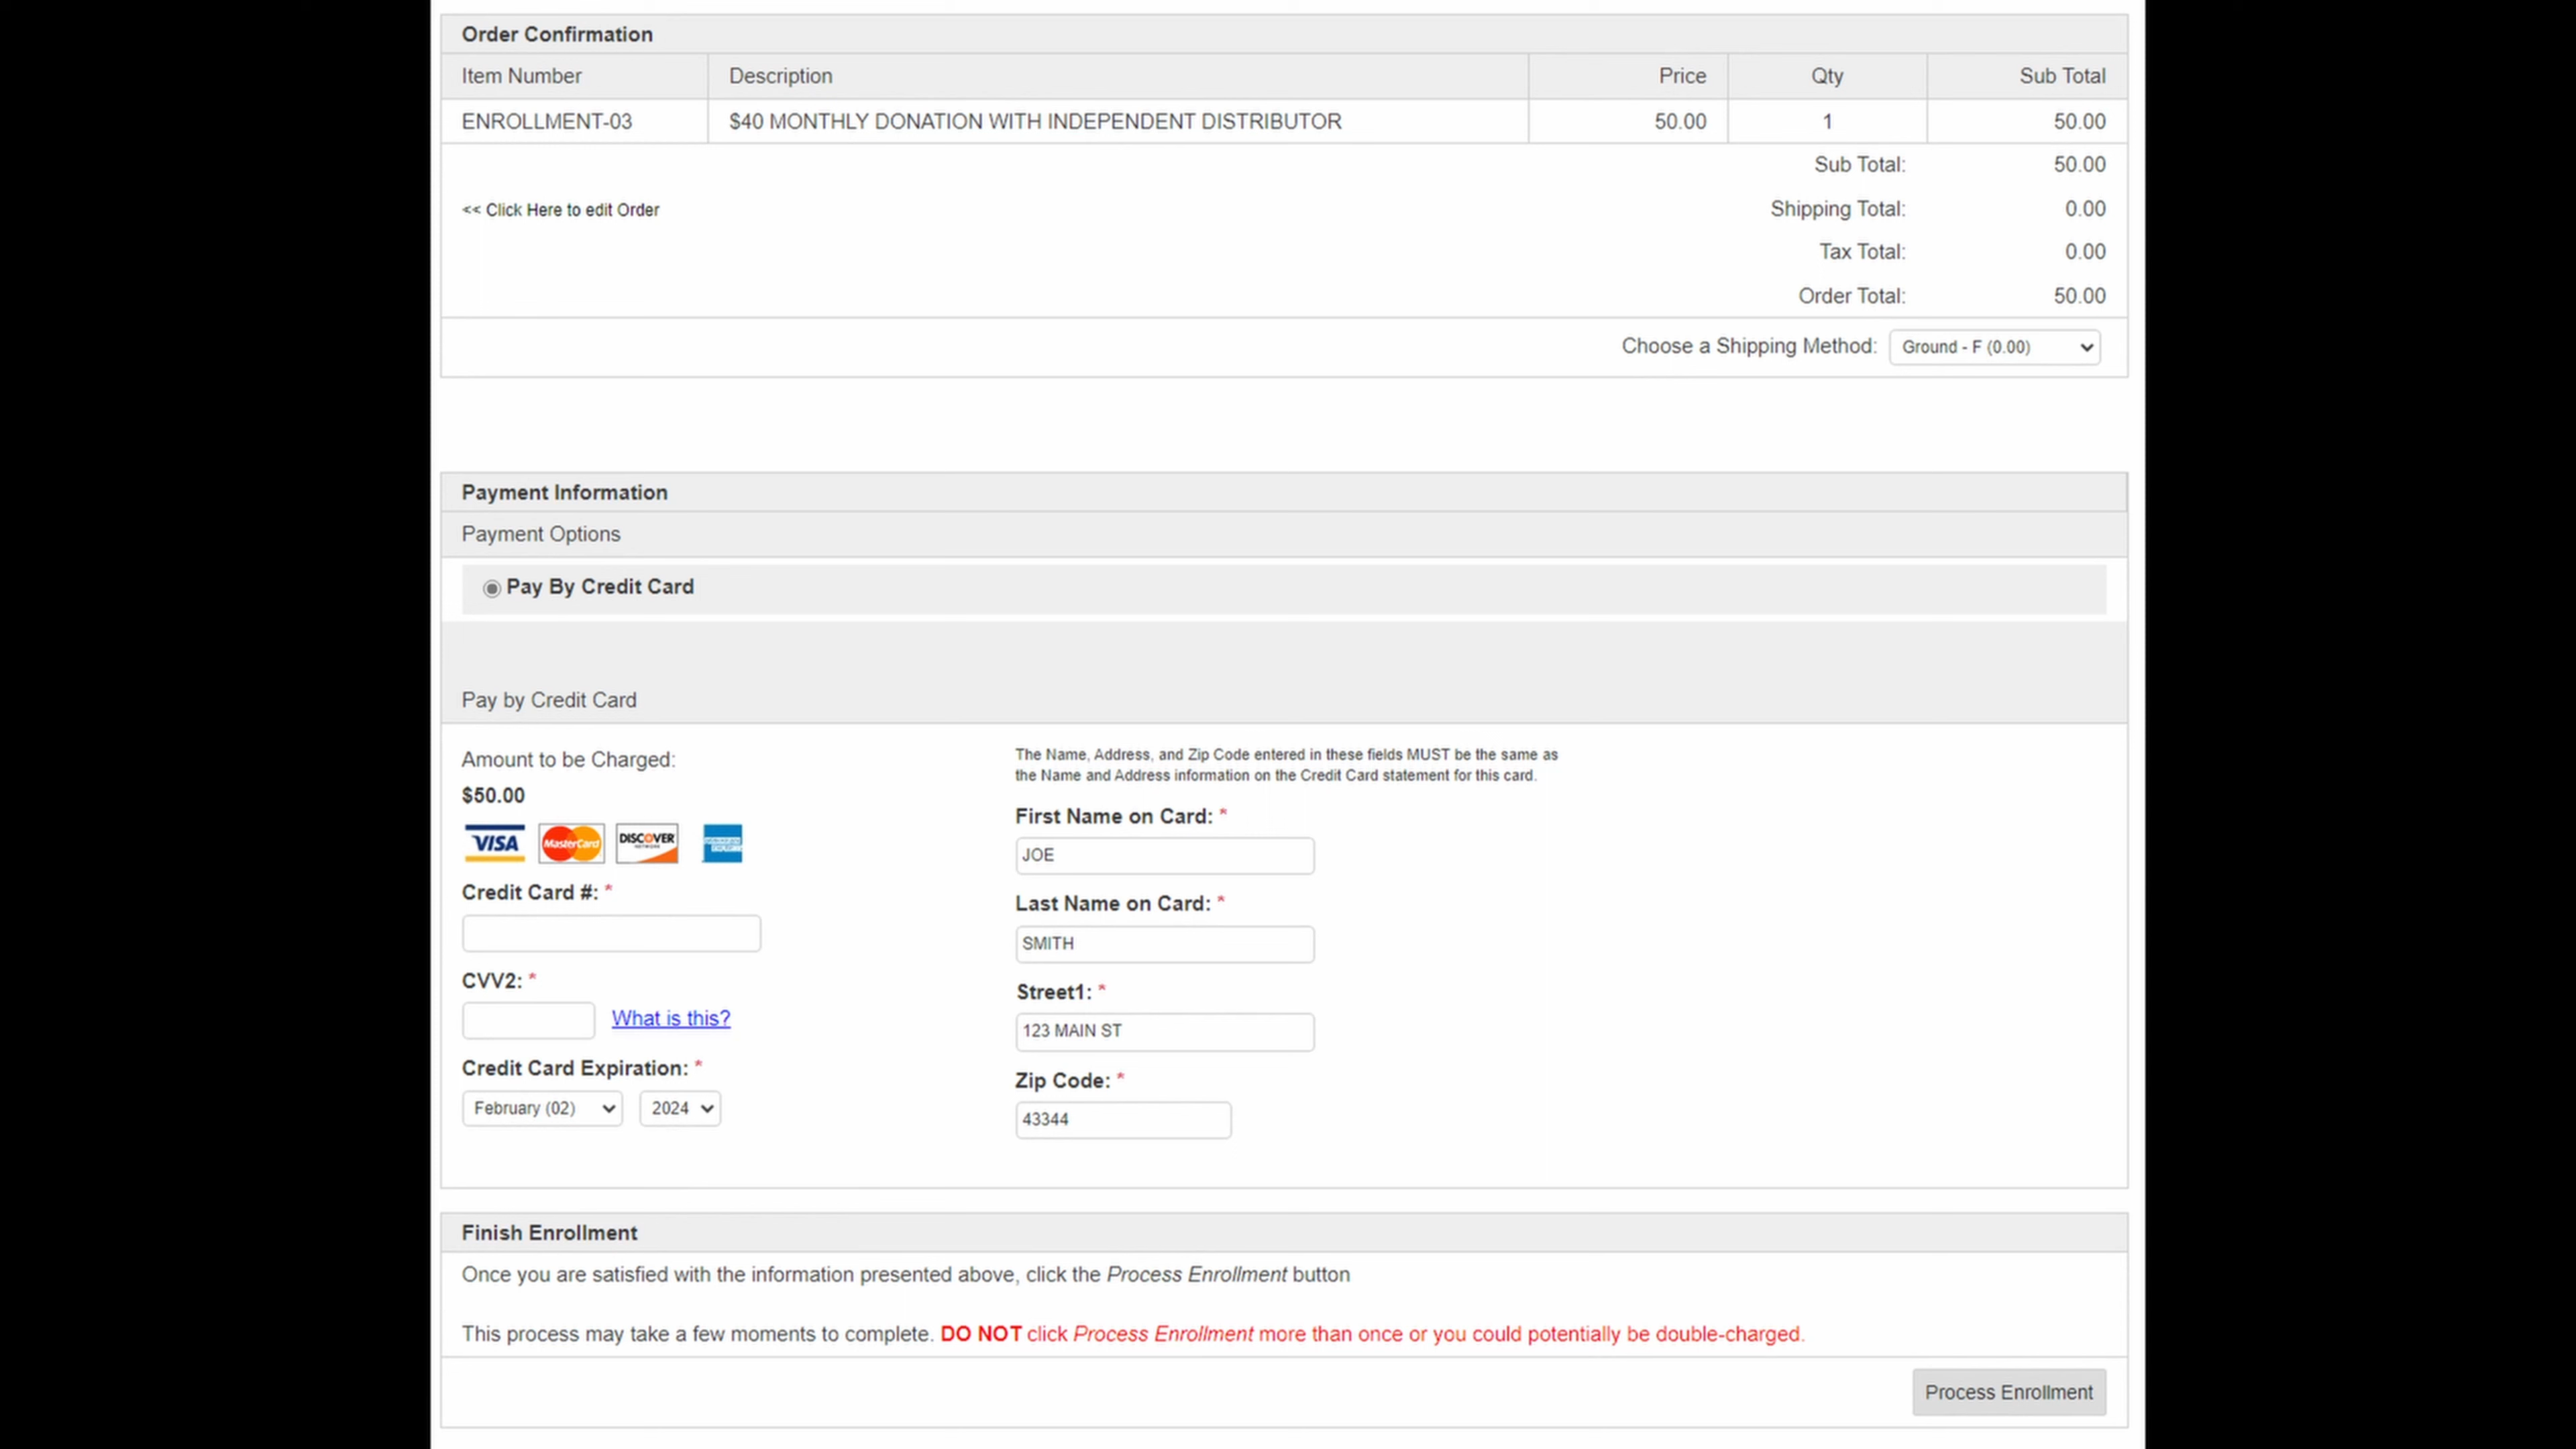 Order Confirmation
Item Number Description Price Qty Sub Total
ENROLLMENT-03 $40 MONTHLY DONATION WITH INDEPENDENT DISTRIBUTOR 50.00 1 50.00
Sub Total: 50.00
<< Click Here to edit Order Shipping Total: 0.00
Tax Total: 0.00
Order Total: 50.00
Choose a Shipping Method: Ground - F (0.00)
Payment Information
Payment Options
Pay By Credit Card
Pay by Credit Card
Amount to be Charged:
$50.00
VISA MasterCard DISCOVER NETWORK AMERICAN EXPRESS
Credit Card #: *
CVV2: *
What is this?
Credit Card Expiration: *
February (02) 2024
The Name, Address, and Zip Code entered in these fields MUST be the same as
the Name and Address information on the Credit Card statement for this card.
First Name on Card: *
JOE
Last Name on Card: *
SMITH
Street1: *
123 MAIN ST
Zip Code: *
43344
Finish Enrollment
Once you are satisfied with the information presented above, click the Process Enrollment button
This process may take a few moments to complete. DO NOT click Process Enrollment more than once or you could potentially be double-charged.
Process Enrollment